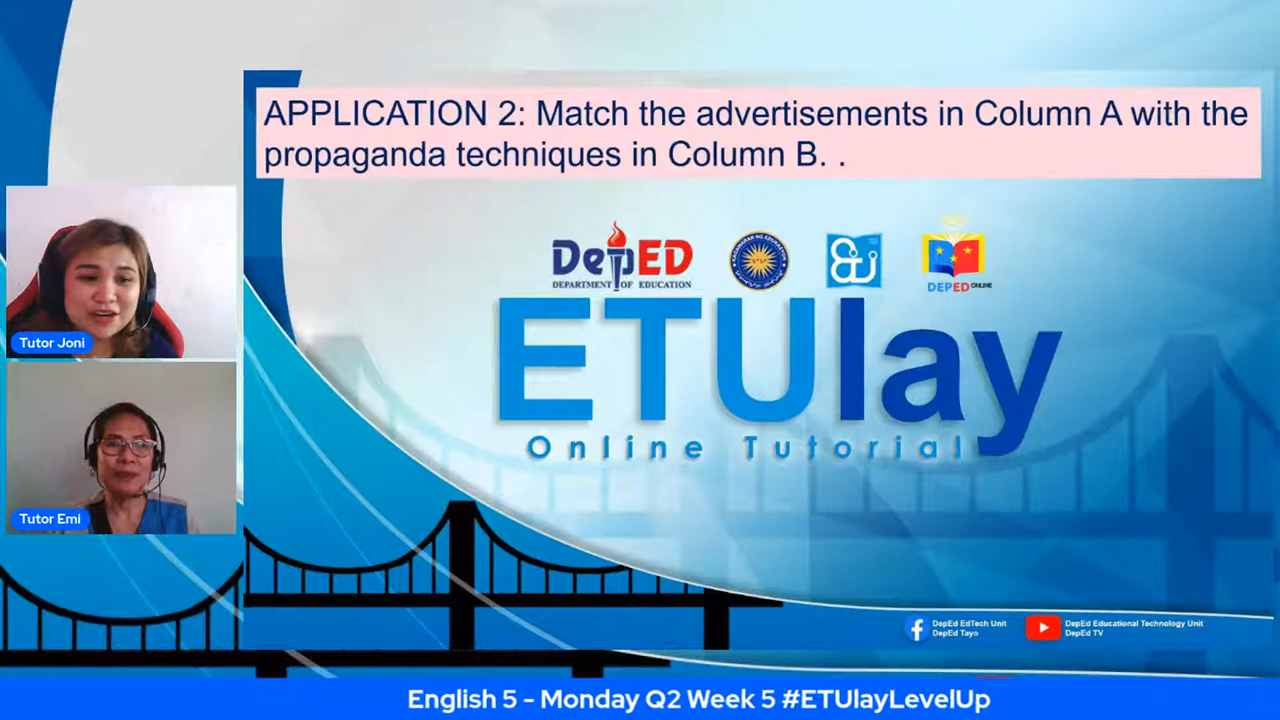 APPLICATION 2: Match the advertisements in Column A with the
propaganda techniques in Column B. .
DepED
DEPARTMENT OF EDUCATION
DEPED ONLINE
ETUlay
Online Tutorial
Tutor Joni
Tutor Emi
DepEd EdTech Unit
DepEd Tayo
DepEd Educational Technology Unit
DepEd TV
English 5 - Monday Q2 Week 5 #ETUlayLevelUp